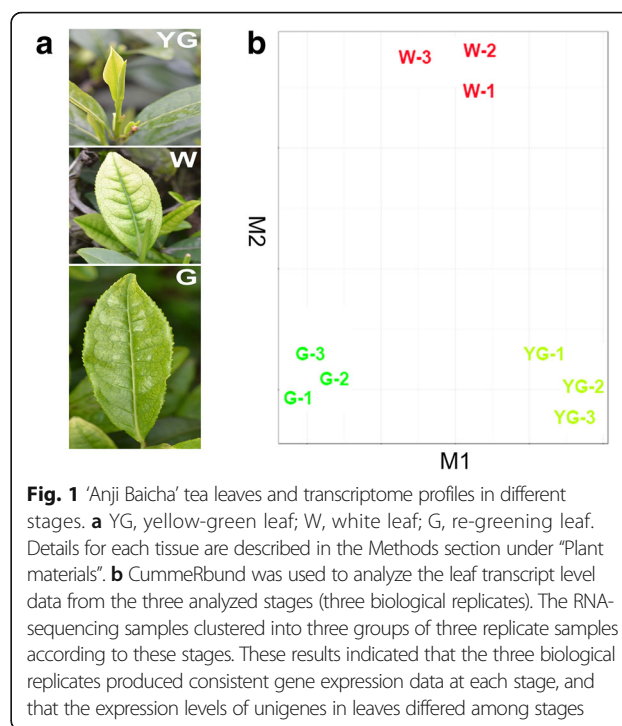 a
YG
W
G
b
W-3
W-2
W-1
M2
G-3
G-2
G-1
YG-1
YG-2
YG-3
M1
Fig. 1 ‘Anji Baicha’ tea leaves and transcriptome profiles in different
stages. a YG, yellow-green leaf; W, white leaf; G, re-greening leaf.
Details for each tissue are described in the Methods section under “Plant
materials”. b CummeRbund was used to analyze the leaf transcript level
data from the three analyzed stages (three biological replicates). The RNA-
sequencing samples clustered into three groups of three replicate samples
according to these stages. These results indicated that the three biological
replicates produced consistent gene expression data at each stage, and
that the expression levels of unigenes in leaves differed among stages